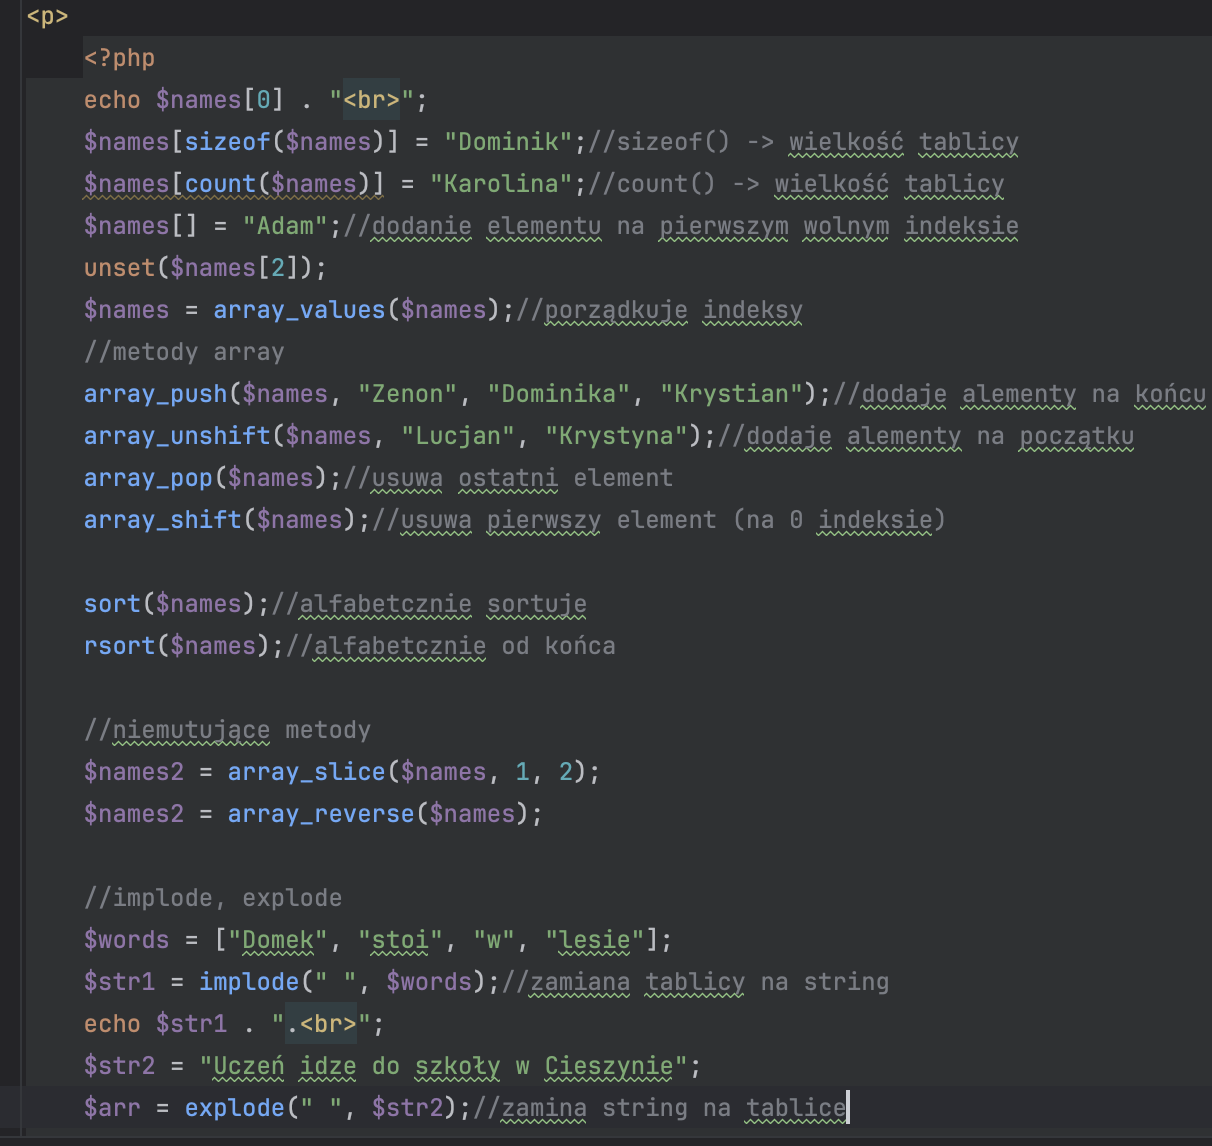 <p>
<?php
echo $names[0] . "<br>";
$names[sizeof($names)] = "Dominik";//sizeof() -> wielkość tablicy
$names[count($names)] = "Karolina";//count() -> wielkość tablicy
$names[] = "Adam";//dodanie elementu na pierwszym wolnym indeksie
unset($names[2]);
$names = array_values($names);//porządkuje indeksy
//metody array
array_push($names, "Zenon", "Dominika", "Krystian");//dodaje alementy na końcu
array_unshift($names, "Lucjan", "Krystyna");//dodaje alementy na początku
array_pop($names);//usuwa ostatni element
array_shift($names);//usuwa pierwszy element (na 0 indeksie)
sort($names);//alfabetcznie sortuje
rsort($names);//alfabetcznie od końca
//niemutujące metody
$names2 = array_slice($names, 1, 2);
$names2 = array_reverse($names);
//implode, explode
$words = ["Domek", "stoi", "w", "lesie"];
$str1 = implode(" ", $words);//zamiana tablicy na string
echo $str1 . ".<br>";
$str2 = "Uczeń idze do szkoły w Cieszynie";
$arr = explode(" ", $str2);//zamina string na tablice